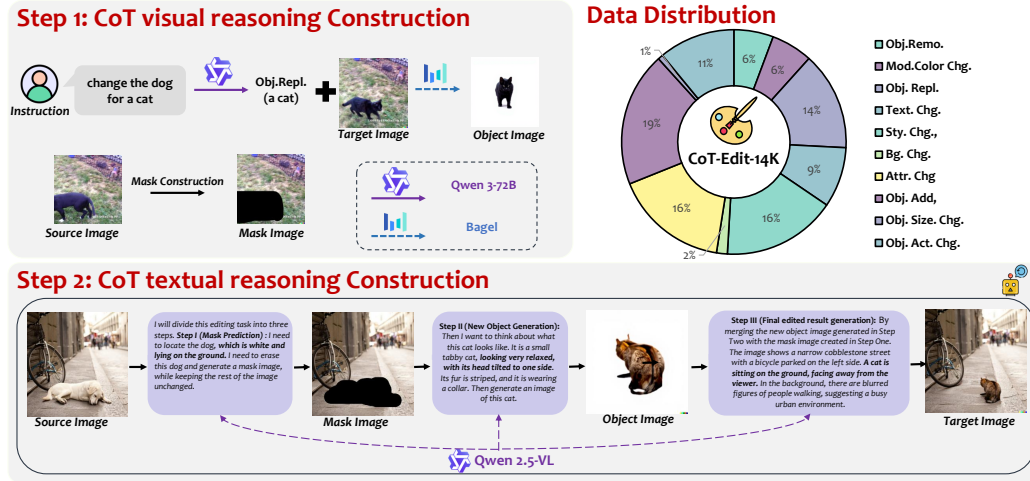 Step 1: CoT visual reasoning Construction
Instruction
change the dog
for a cat
Obj.Repl.
(a cat)
Target Image
Object Image
Mask Construction
Source Image
Mask Image
Qwen 3-72B
Bagel
Data Distribution
1%
11%
6%
6%
14%
9%
16%
2%
16%
19%
CoT-Edit-14K
Obj.Remo.
Mod.Color Chg.
Obj. Repl.
Text. Chg.
Sty. Chg.,
Bg. Chg.
Attr. Chg
Obj. Add,
Obj. Size. Chg.
Obj. Act. Chg.
Step 2: CoT textual reasoning Construction
I will divide this editing task into three
steps. Step I (Mask Prediction) : I need
to locate the dog, which is white and
lying on the ground. I need to erase
this dog and generate a mask image,
while keeping the rest of the image
unchanged.
Step II (New Object Generation):
Then I want to think about what
this cat looks like. It is a small
tabby cat, looking very relaxed,
with its head tilted to one side.
Its fur is striped, and it is wearing
a collar. Then generate an image
of this cat.
Step III (Final edited result generation): By
merging the new object image generated in Step
Two with the mask image created in Step One.
The image shows a narrow cobblestone street
with a bicycle parked on the left side. A cat is
sitting on the ground, facing away from the
viewer. In the background, there are blurred
figures of people walking, suggesting a busy
urban environment.
Source Image
Mask Image
Object Image
Target Image
Qwen 2.5-VL